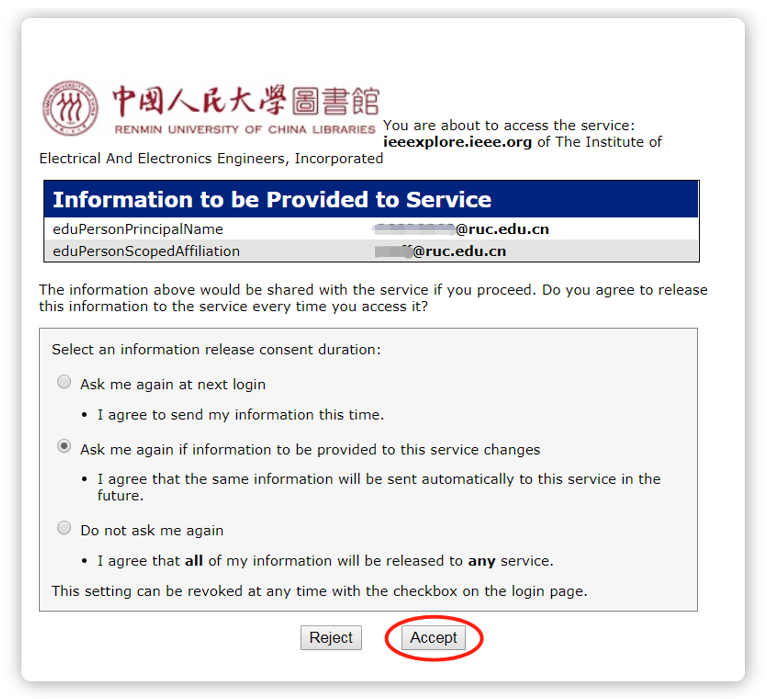 中國人民大學圖書館
RENMIN UNIVERSITY OF CHINA LIBRARIES
You are about to access the service:
ieeexplore.ieee.org of The Institute of
Electrical And Electronics Engineers, Incorporated
Information to be Provided to Service
eduPersonPrincipalName @ruc.edu.cn
eduPersonScopedAffiliation @ruc.edu.cn
The information above would be shared with the service if you proceed. Do you agree to release
this information to the service every time you access it?
Select an information release consent duration:
Ask me again at next login
• I agree to send my information this time.
Ask me again if information to be provided to this service changes
• I agree that the same information will be sent automatically to this service in the
future.
Do not ask me again
• I agree that all of my information will be released to any service.
This setting can be revoked at any time with the checkbox on the login page.
Reject Accept